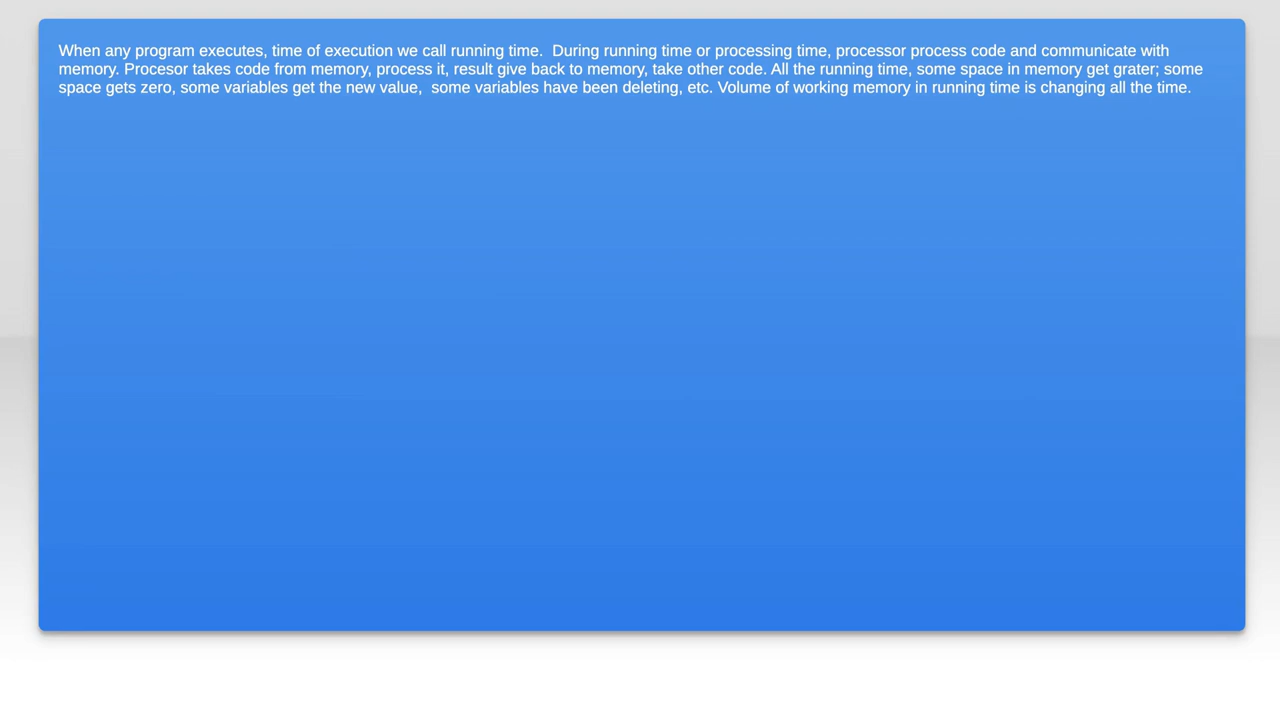 When any program executes, time of execution we call running time.  During running time or processing time, processor process code and communicate with
memory. Procesor takes code from memory, process it, result give back to memory, take other code. All the running time, some space in memory get grater; some
space gets zero, some variables get the new value,  some variables have been deleting, etc. Volume of working memory in running time is changing all the time.